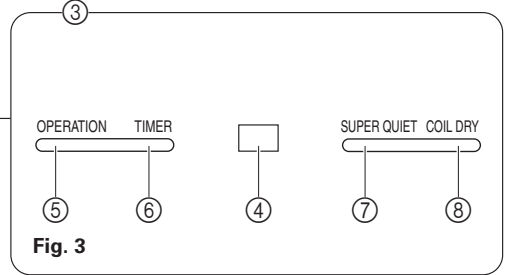 ③
OPERATION TIMER SUPER QUIET COIL DRY
⑤ ⑥ ④ ⑦ ⑧
Fig. 3